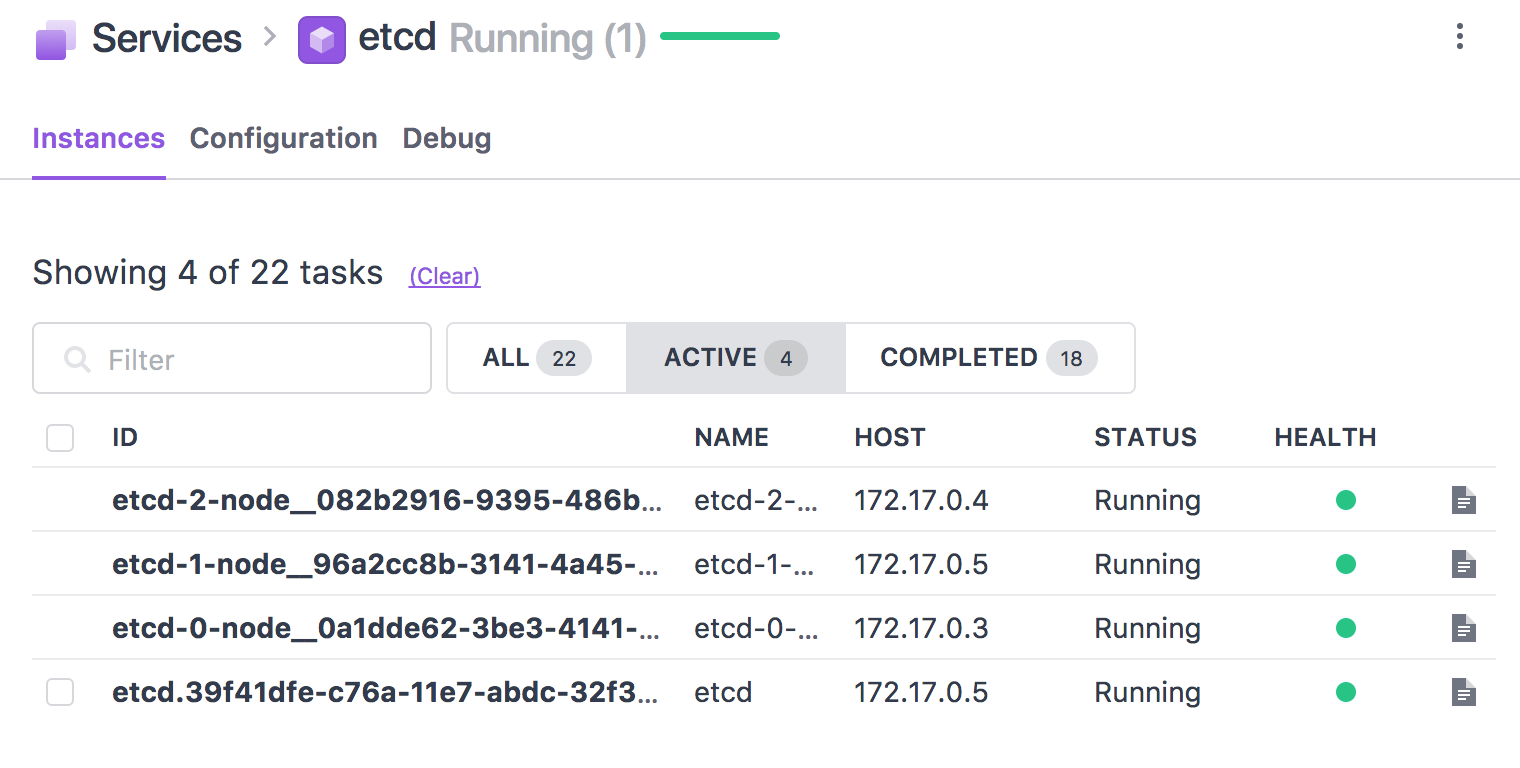 Services > etcd Running (1)
Instances Configuration Debug
Showing 4 of 22 tasks (Clear)
Filter ALL 22 ACTIVE 4 COMPLETED 18
ID NAME HOST STATUS HEALTH
etcd-2-node__082b2916-9395-486b... etcd-2-... 172.17.0.4 Running
etcd-1-node__96a2cc8b-3141-4a45-... etcd-1-... 172.17.0.5 Running
etcd-0-node__0a1dde62-3be3-4141-... etcd-0-... 172.17.0.3 Running
etcd.39f41dfe-c76a-11e7-abdc-32f3... etcd 172.17.0.5 Running